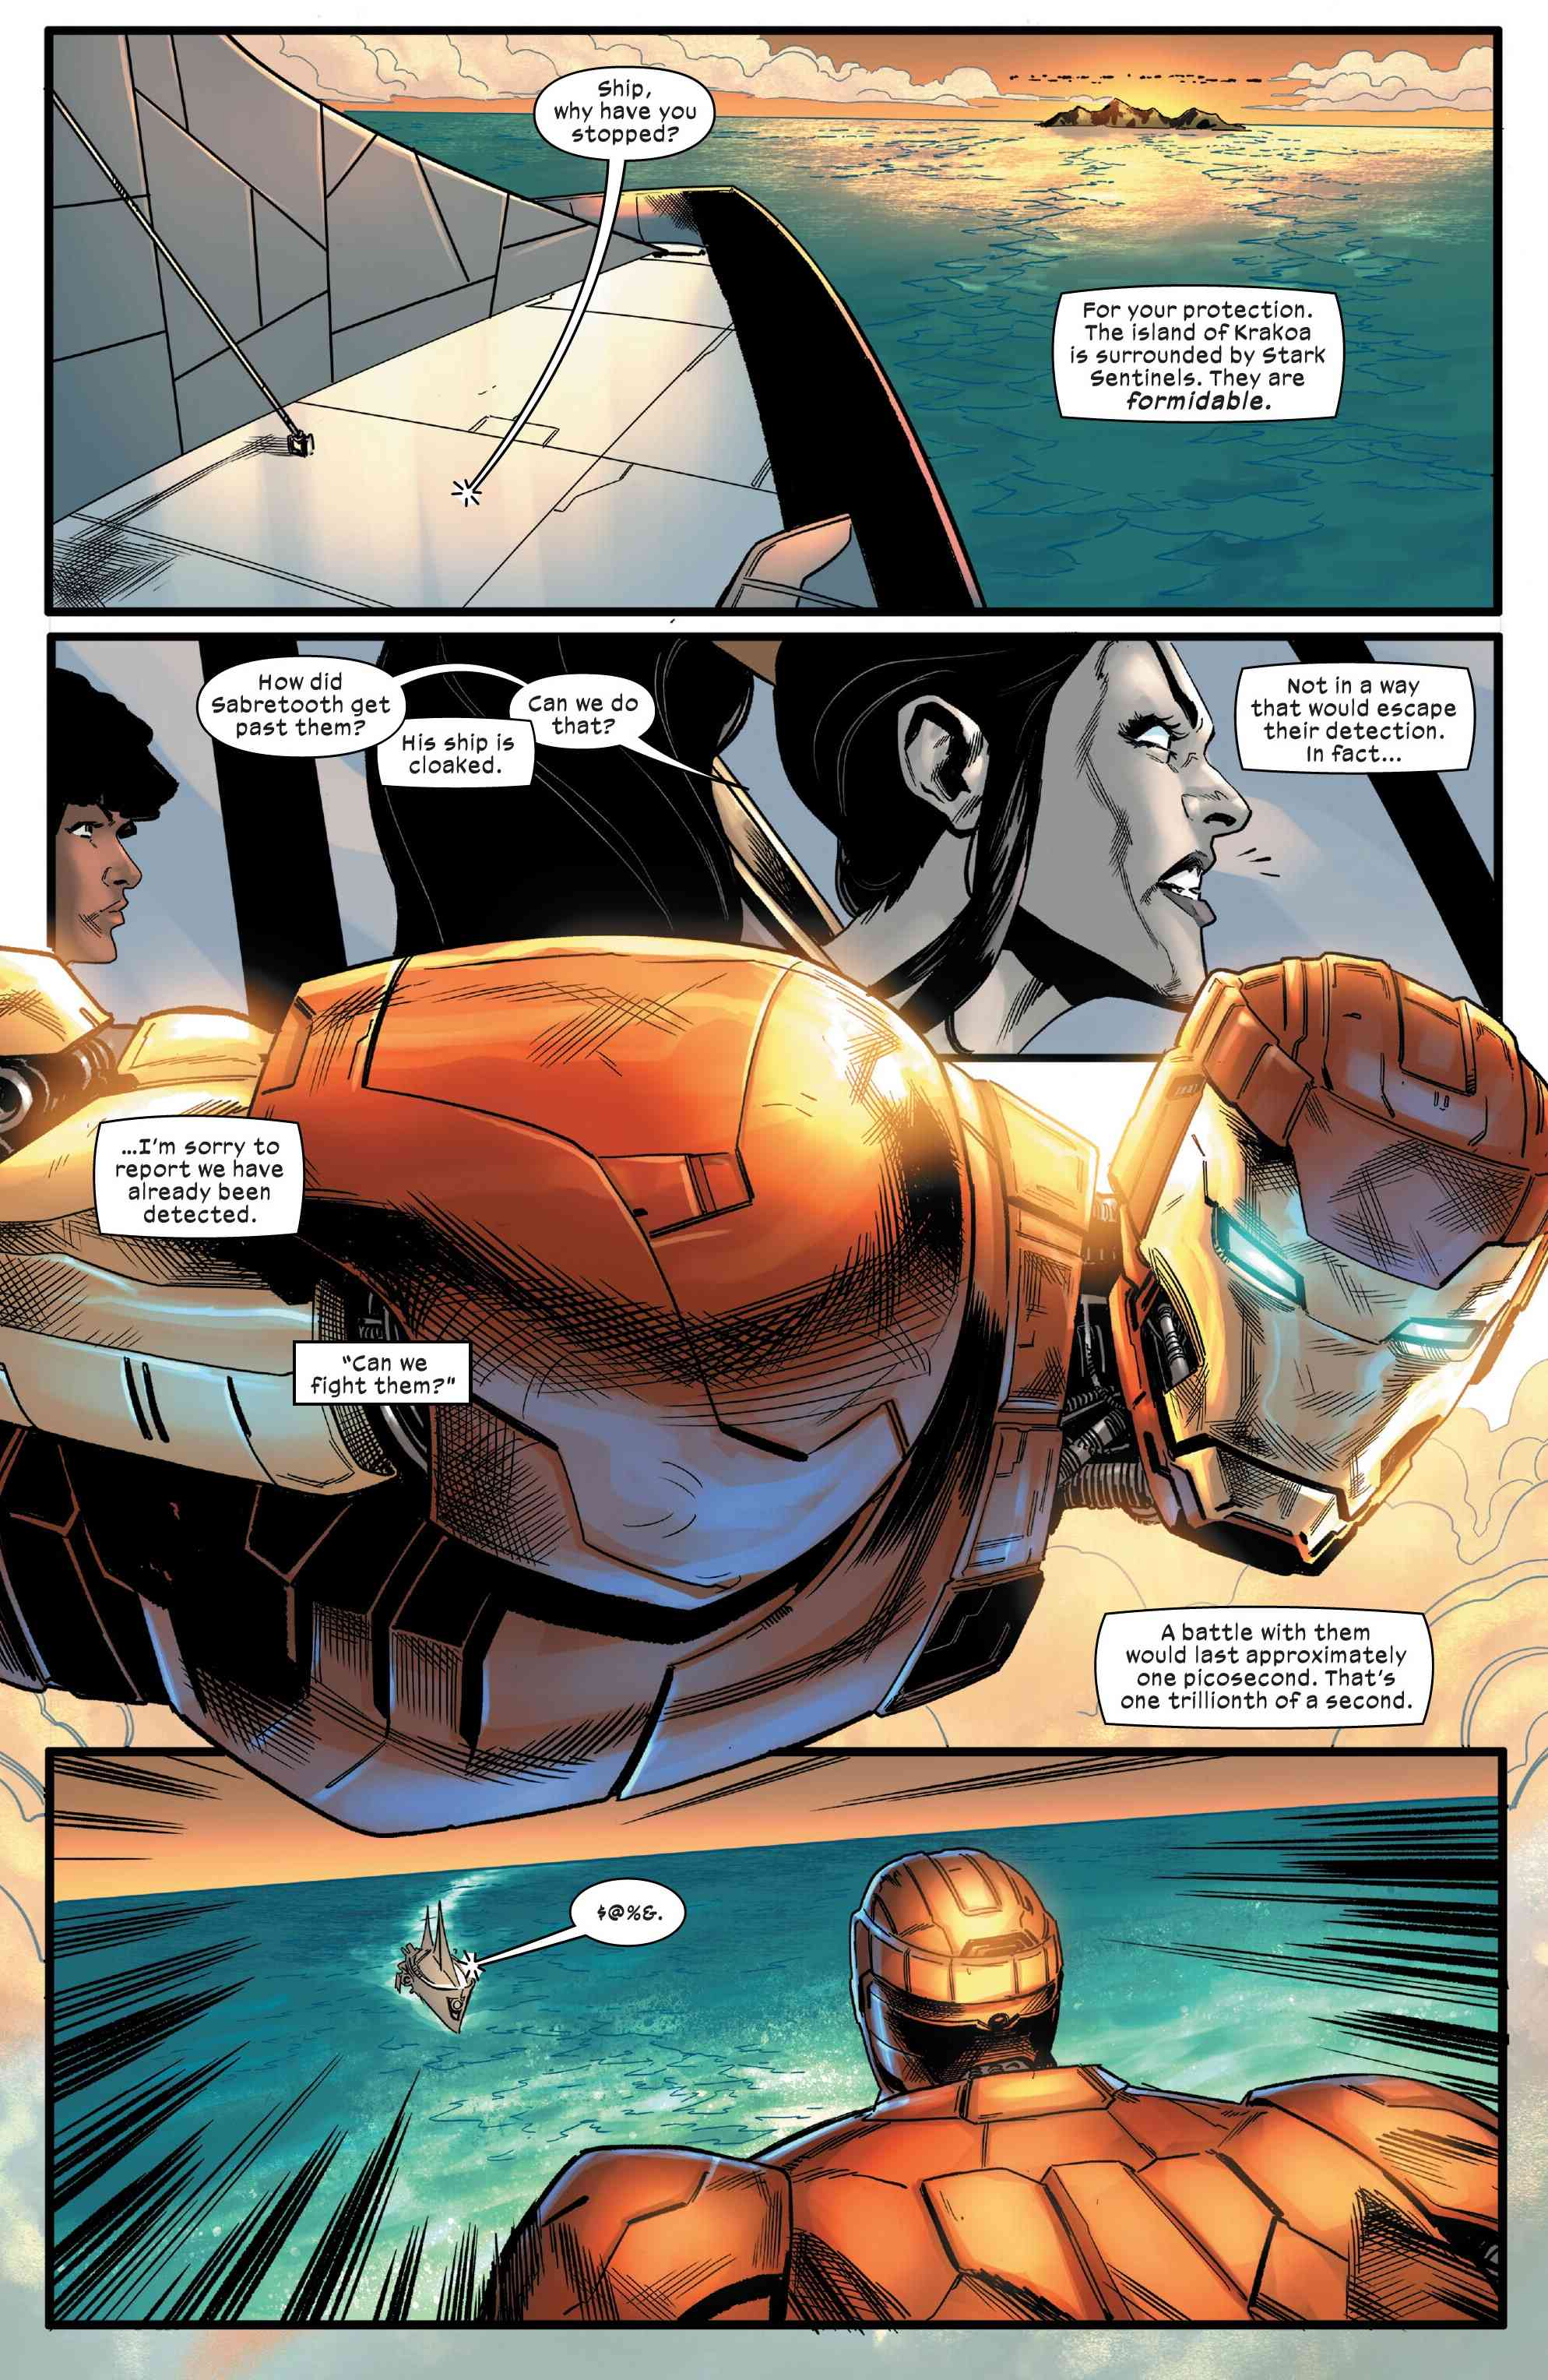 Ship,
why have you
stopped?
For your protection.
The island of Krakoa
is surrounded by Stark
Sentinels. They are
formidable.
How did
Sabretooth get
past them?
His ship is
cloaked.
Can we do
that?
Not in a way
that would escape
their detection.
In fact...
...I'm sorry to
report we have
already been
detected.
"Can we
fight them?"
A battle with them
would last approximately
one picosecond. That's
one trillionth of a second.
$@%&.